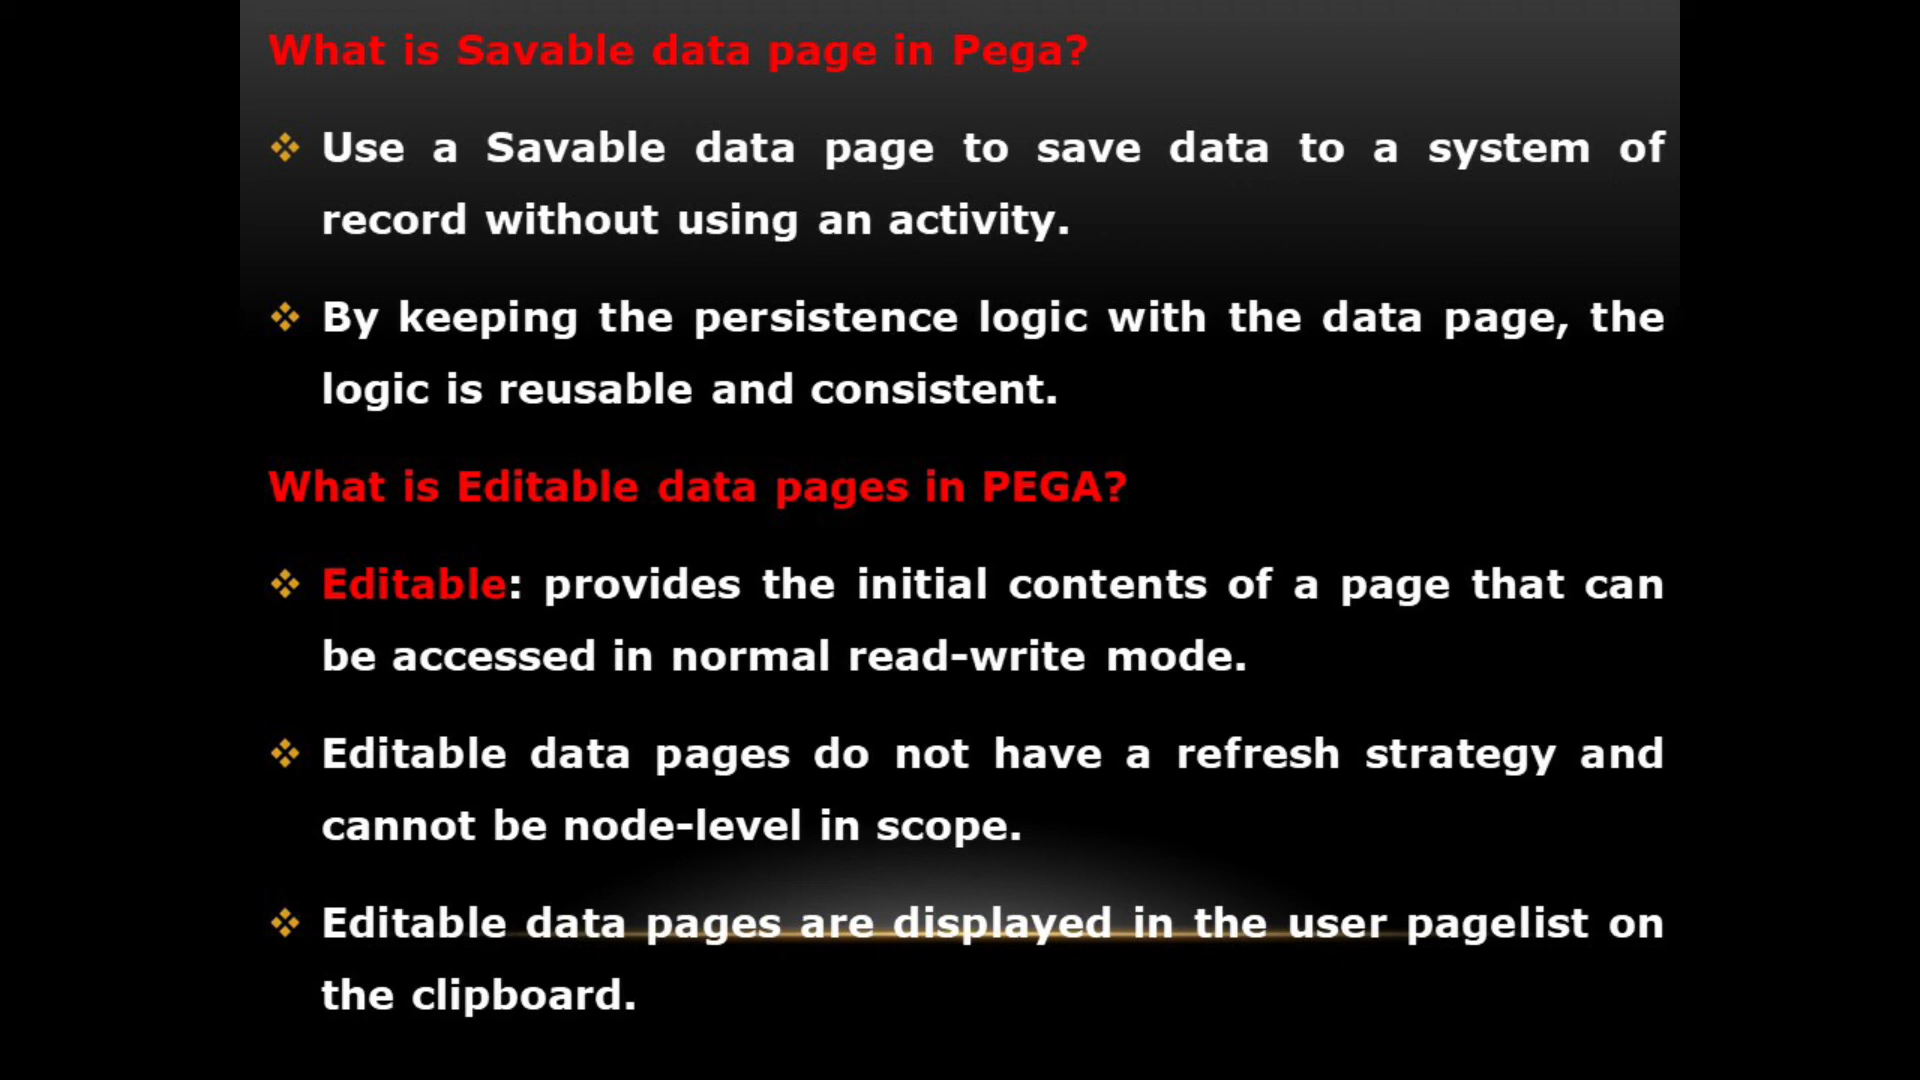 What is Savable data page in Pega?
❖ Use a Savable data page to save data to a system of
record without using an activity.
❖ By keeping the persistence logic with the data page, the
logic is reusable and consistent.
What is Editable data pages in PEGA?
❖ Editable: provides the initial contents of a page that can
be accessed in normal read-write mode.
❖ Editable data pages do not have a refresh strategy and
cannot be node-level in scope.
❖ Editable data pages are displayed in the user pagelist on
the clipboard.